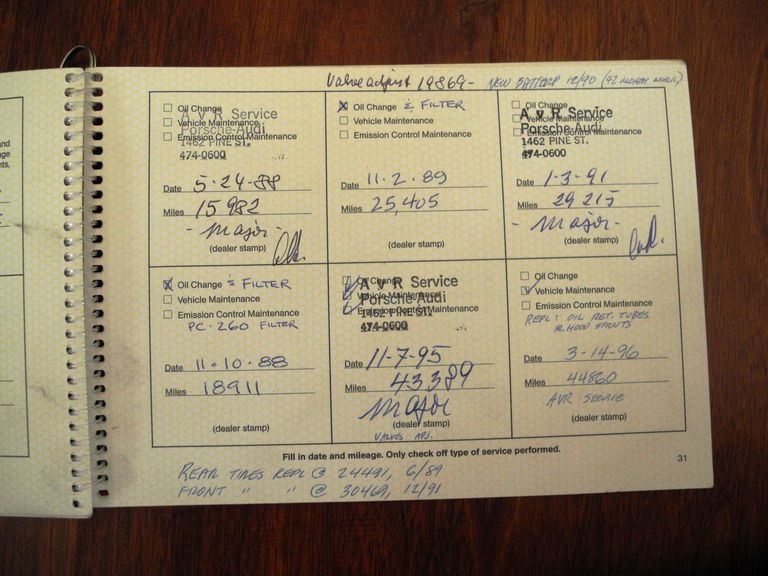 Valve adjust 19869- NEW BATTERY 12/90 (72 MONTH WARR.)
Oil Change
Vehicle Maintenance
Emission Control Maintenance
A v R Service
Porsche-Audi
1462 PINE ST.
474-0600
Date 5-24-88
Miles 15982
- Major -
(dealer stamp)
X Oil Change & FILTER
Vehicle Maintenance
Emission Control Maintenance
Date 11.2.89
Miles 25,405
(dealer stamp)
Oil Change
Vehicle Maintenance
Emission Control Maintenance
A v R Service
Porsche-Audi
1462 PINE ST.
474-0600
Date 1-3-91
Miles 29215
- Major -
(dealer stamp)
X Oil Change & FILTER
Vehicle Maintenance
Emission Control Maintenance
PC-260 FILTER
Date 11.10.88
Miles 18911
(dealer stamp)
Oil Change
Vehicle Maintenance
Emission Control Maintenance
A v R Service
Porsche-Audi
1462 PINE ST.
474-0600
Date 11-7-95
Miles 43389
Major
(dealer stamp)
VALVES ADJ.
Oil Change
Vehicle Maintenance
Emission Control Maintenance
REPL: OIL RET. TUBES
HOOD STRUTS
Date 3-14-96
Miles 44860
AVR SERVICE
(dealer stamp)
Fill in date and mileage. Only check off type of service performed.
31
REAR TIRES REPL @ 24491, 6/89
FRONT " " @ 30469, 12/91